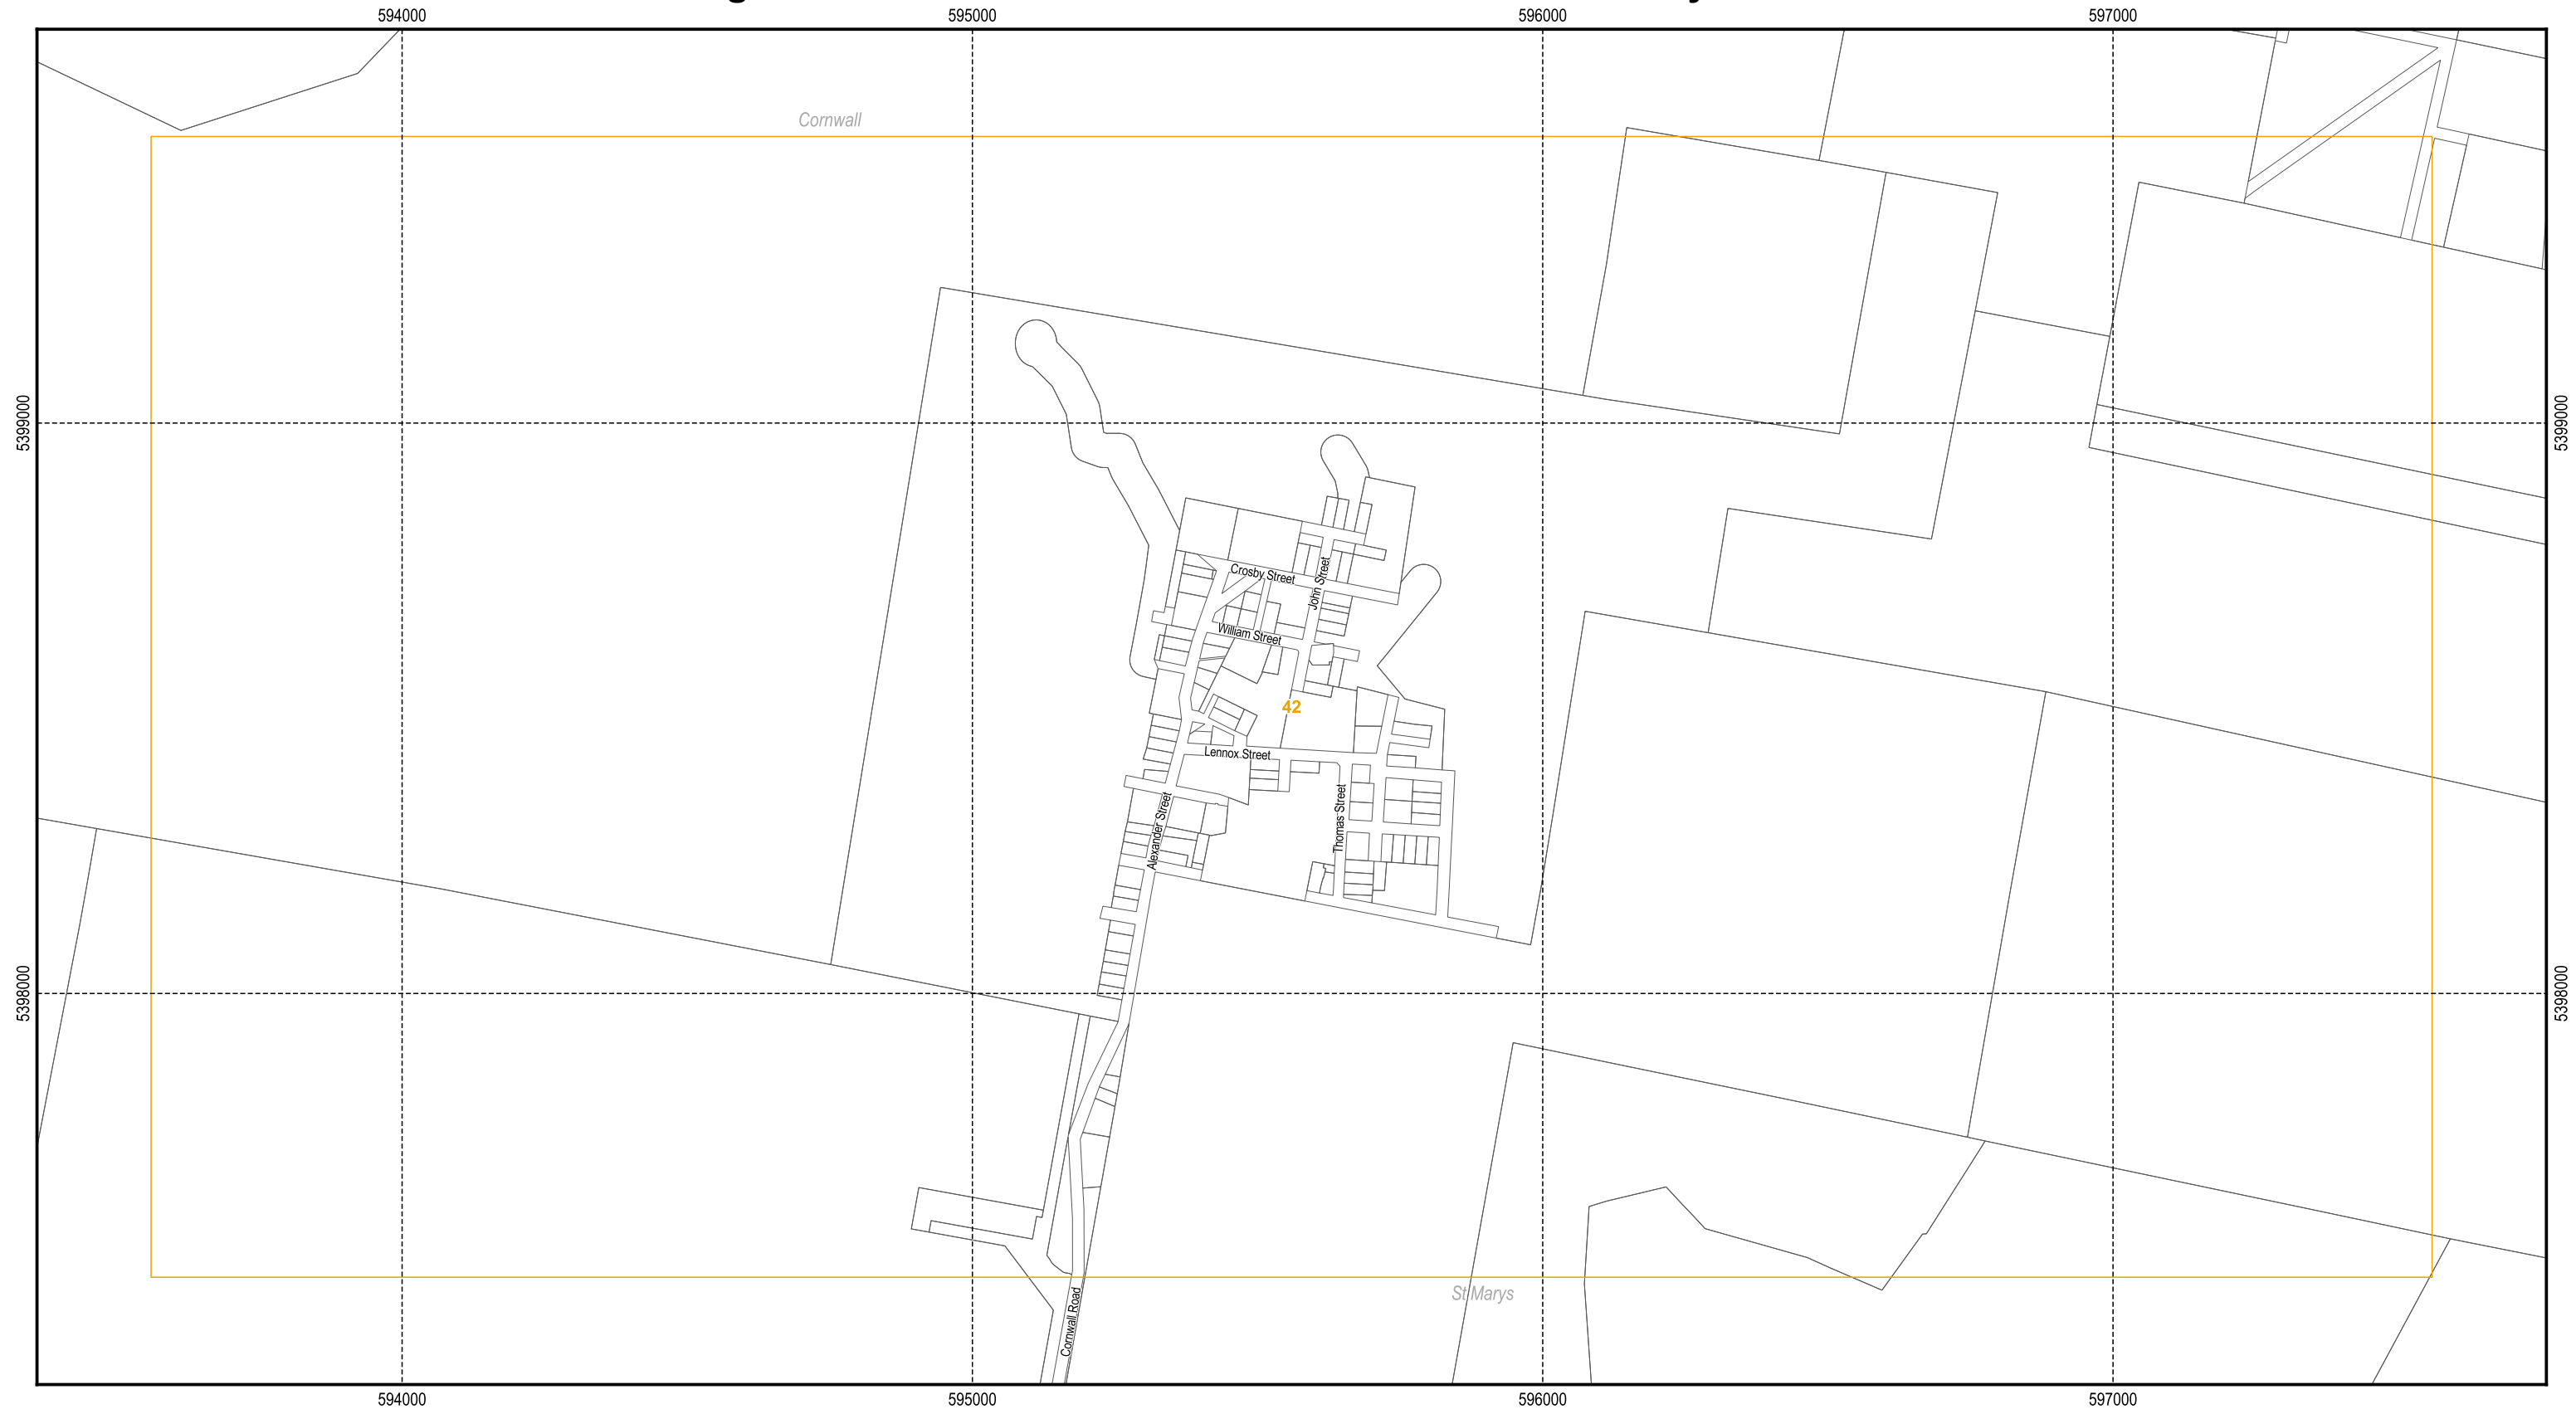 594000 595000 596000 597000
Cornwall
5399000 5399000
Crosby Street
John Street
William Street
42
Lennox Street
Alexander Street
Thomas Street
5398000 5398000
St Marys
Cornwall Road
594000 595000 596000 597000